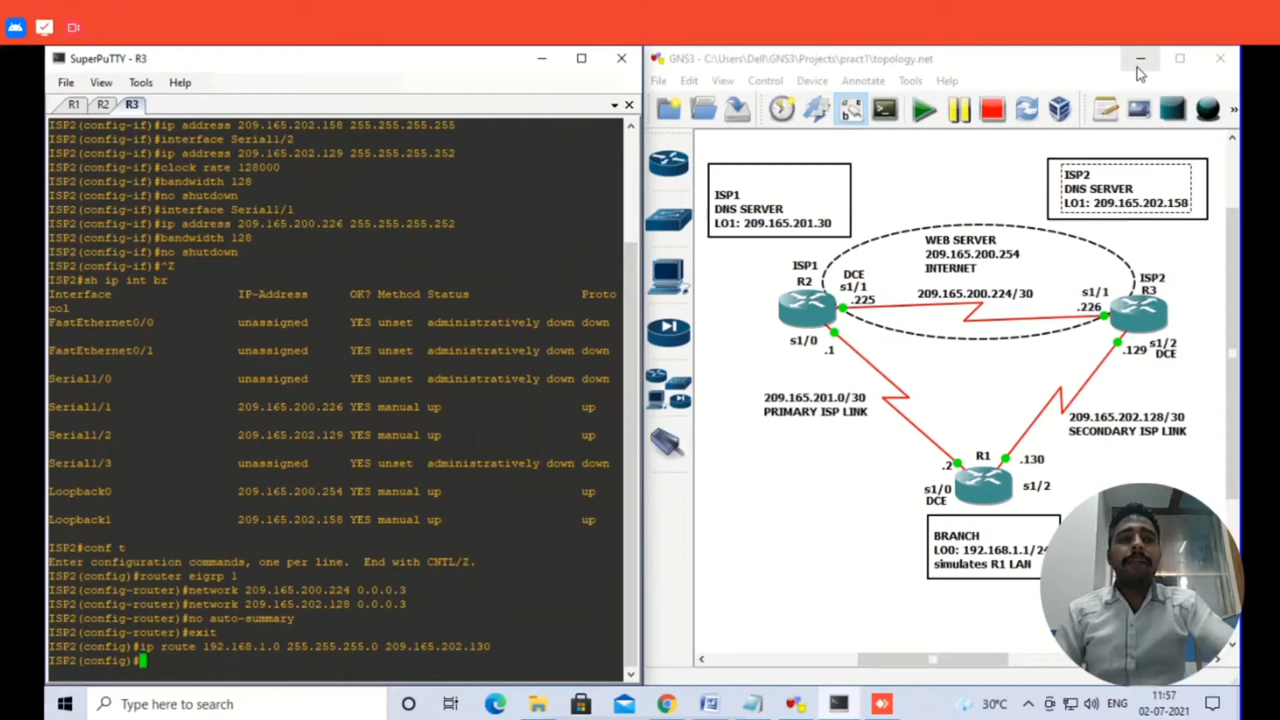 SuperPuTTY - R3
File View Tools Help
R1 R2 R3
ISP2(config-if)#ip address 209.165.202.158 255.255.255.255
ISP2(config-if)#interface Serial1/2
ISP2(config-if)#ip address 209.165.202.129 255.255.255.252
ISP2(config-if)#clock rate 128000
ISP2(config-if)#bandwidth 128
ISP2(config-if)#no shutdown
ISP2(config-if)#interface Serial1/1
ISP2(config-if)#ip address 209.165.200.226 255.255.255.252
ISP2(config-if)#bandwidth 128
ISP2(config-if)#no shutdown
ISP2(config-if)#^Z
ISP2#sh ip int br
Interface IP-Address OK? Method Status Proto
col
FastEthernet0/0 unassigned YES unset administratively down down
FastEthernet0/1 unassigned YES unset administratively down down
Serial1/0 unassigned YES unset administratively down down
Serial1/1 209.165.200.226 YES manual up up
Serial1/2 209.165.202.129 YES manual up up
Serial1/3 unassigned YES unset administratively down down
Loopback0 209.165.200.254 YES manual up up
Loopback1 209.165.202.158 YES manual up up
ISP2#conf t
Enter configuration commands, one per line. End with CNTL/Z.
ISP2(config)#router eigrp 1
ISP2(config-router)#network 209.165.200.224 0.0.0.3
ISP2(config-router)#network 209.165.202.128 0.0.0.3
ISP2(config-router)#no auto-summary
ISP2(config-router)#exit
ISP2(config)#ip route 192.168.1.0 255.255.255.0 209.165.202.130
ISP2(config)#
GNS3 - C:\Users\Dell\GNS3\Projects\pract1\topology.net
File Edit View Control Device Annotate Tools Help
ISP1
DNS SERVER
LO1: 209.165.201.30
ISP2
DNS SERVER
LO1: 209.165.202.158
WEB SERVER
209.165.200.254
INTERNET
ISP1
R2
DCE
s1/1
.225
209.165.200.224/30
s1/1
.226
ISP2
R3
s1/0
.1
.129
s1/2
DCE
209.165.201.0/30
PRIMARY ISP LINK
209.165.202.128/30
SECONDARY ISP LINK
R1
.2
.130
s1/0
DCE
s1/2
BRANCH
LO0: 192.168.1.1/24
simulates R1 LAN
Type here to search
30°C
ENG
11:57
02-07-2021